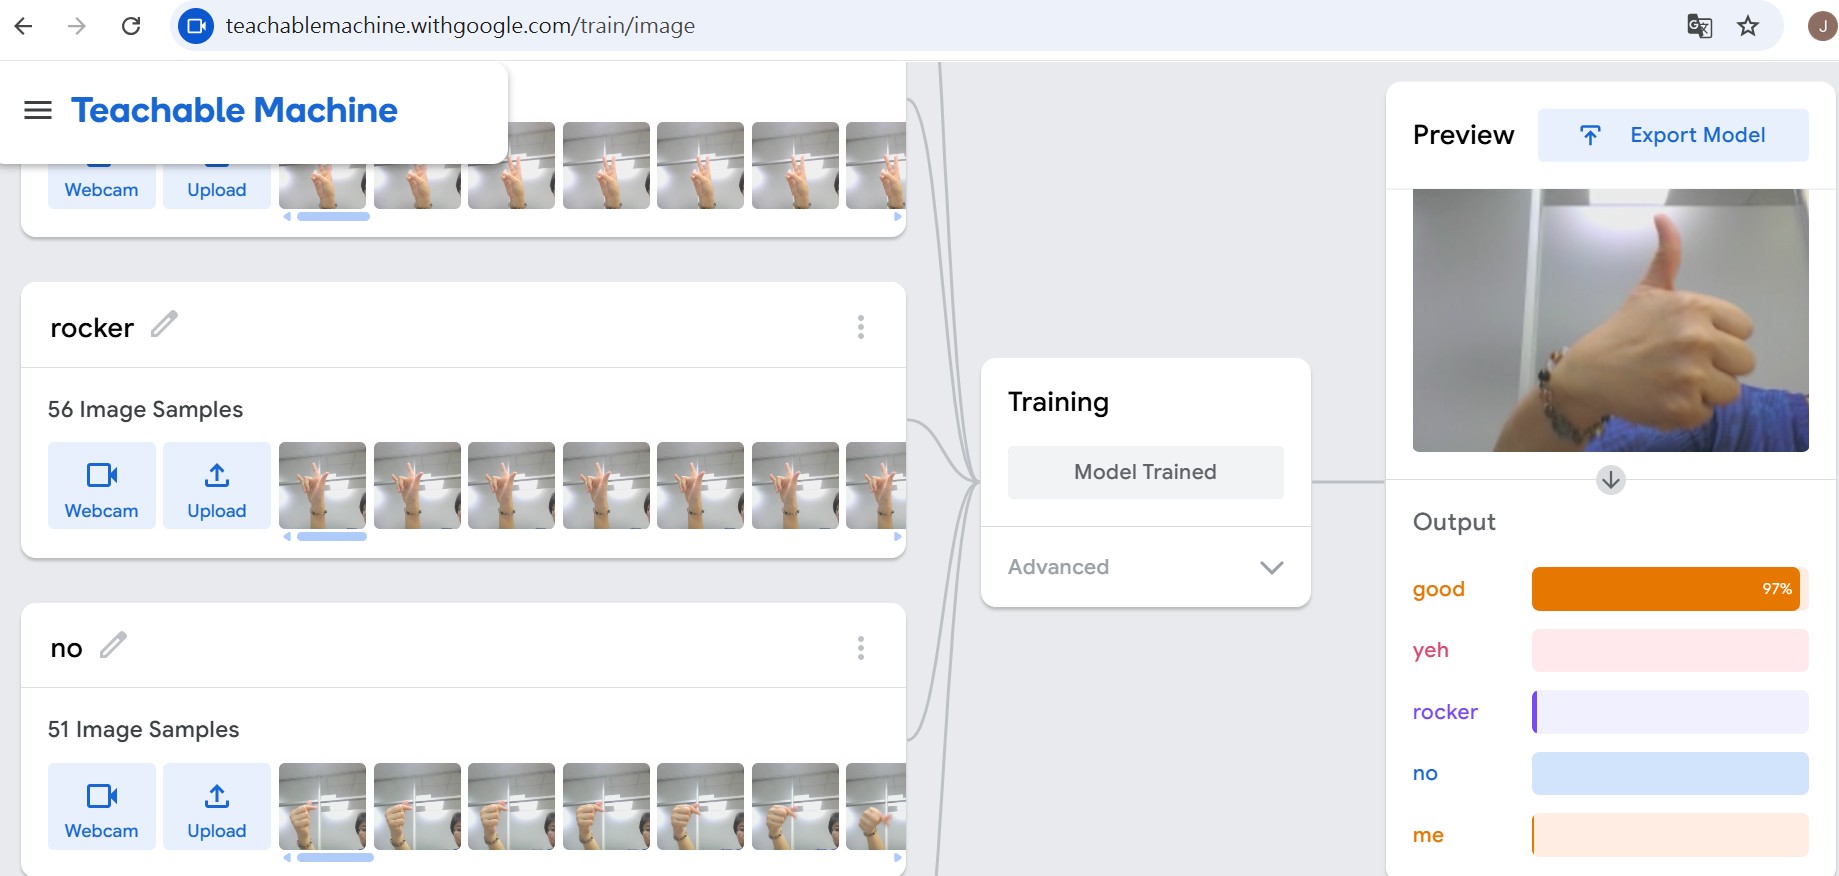 teachablemachine.withgoogle.com/train/image
J
Teachable Machine
Webcam
Upload
rocker
56 Image Samples
Webcam
Upload
no
51 Image Samples
Webcam
Upload
Training
Model Trained
Advanced
Preview
Export Model
Output
good 97%
yeh
rocker
no
me